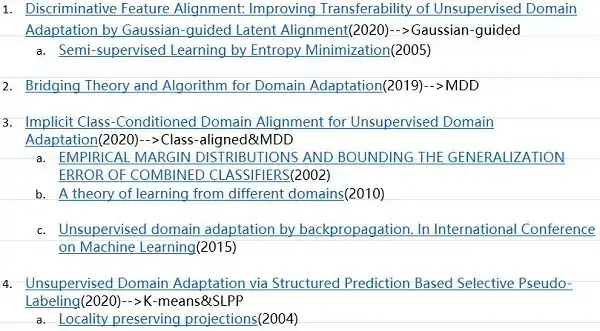 1. Discriminative Feature Alignment: Improving Transferability of Unsupervised Domain
Adaptation by Gaussian-guided Latent Alignment(2020)-->Gaussian-guided
a. Semi-supervised Learning by Entropy Minimization(2005)
2. Bridging Theory and Algorithm for Domain Adaptation(2019)-->MDD
3. Implicit Class-Conditioned Domain Alignment for Unsupervised Domain
Adaptation(2020)-->Class-aligned&MDD
a. EMPIRICAL MARGIN DISTRIBUTIONS AND BOUNDING THE GENERALIZATION
ERROR OF COMBINED CLASSIFIERS(2002)
b. A theory of learning from different domains(2010)
c. Unsupervised domain adaptation by backpropagation. In International Conference
on Machine Learning(2015)
4. Unsupervised Domain Adaptation via Structured Prediction Based Selective Pseudo-
Labeling(2020)-->K-means&SLPP
a. Locality preserving projections(2004)